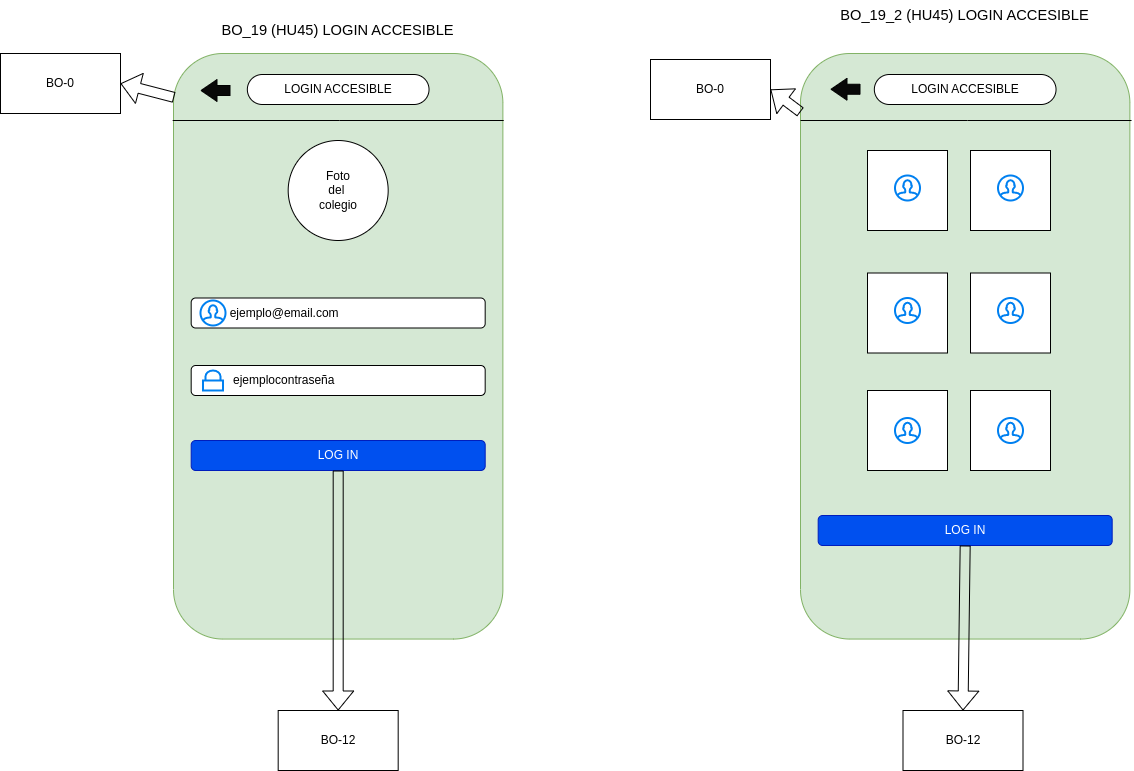 BO_19 (HU45) LOGIN ACCESIBLE
BO-0
LOGIN ACCESIBLE
Foto
del
colegio
ejemplo@email.com
ejemplocontraseña
LOG IN
BO-12
BO_19_2 (HU45) LOGIN ACCESIBLE
BO-0
LOGIN ACCESIBLE
LOG IN
BO-12